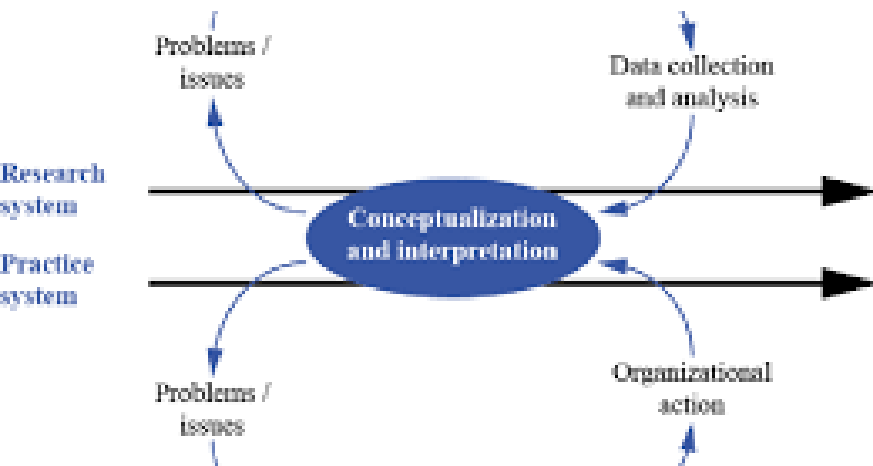 Problems /
issues
Data collection
and analysis
Research
system
Conceptualization
and interpretation
Practice
system
Organizational
action
Problems /
issues